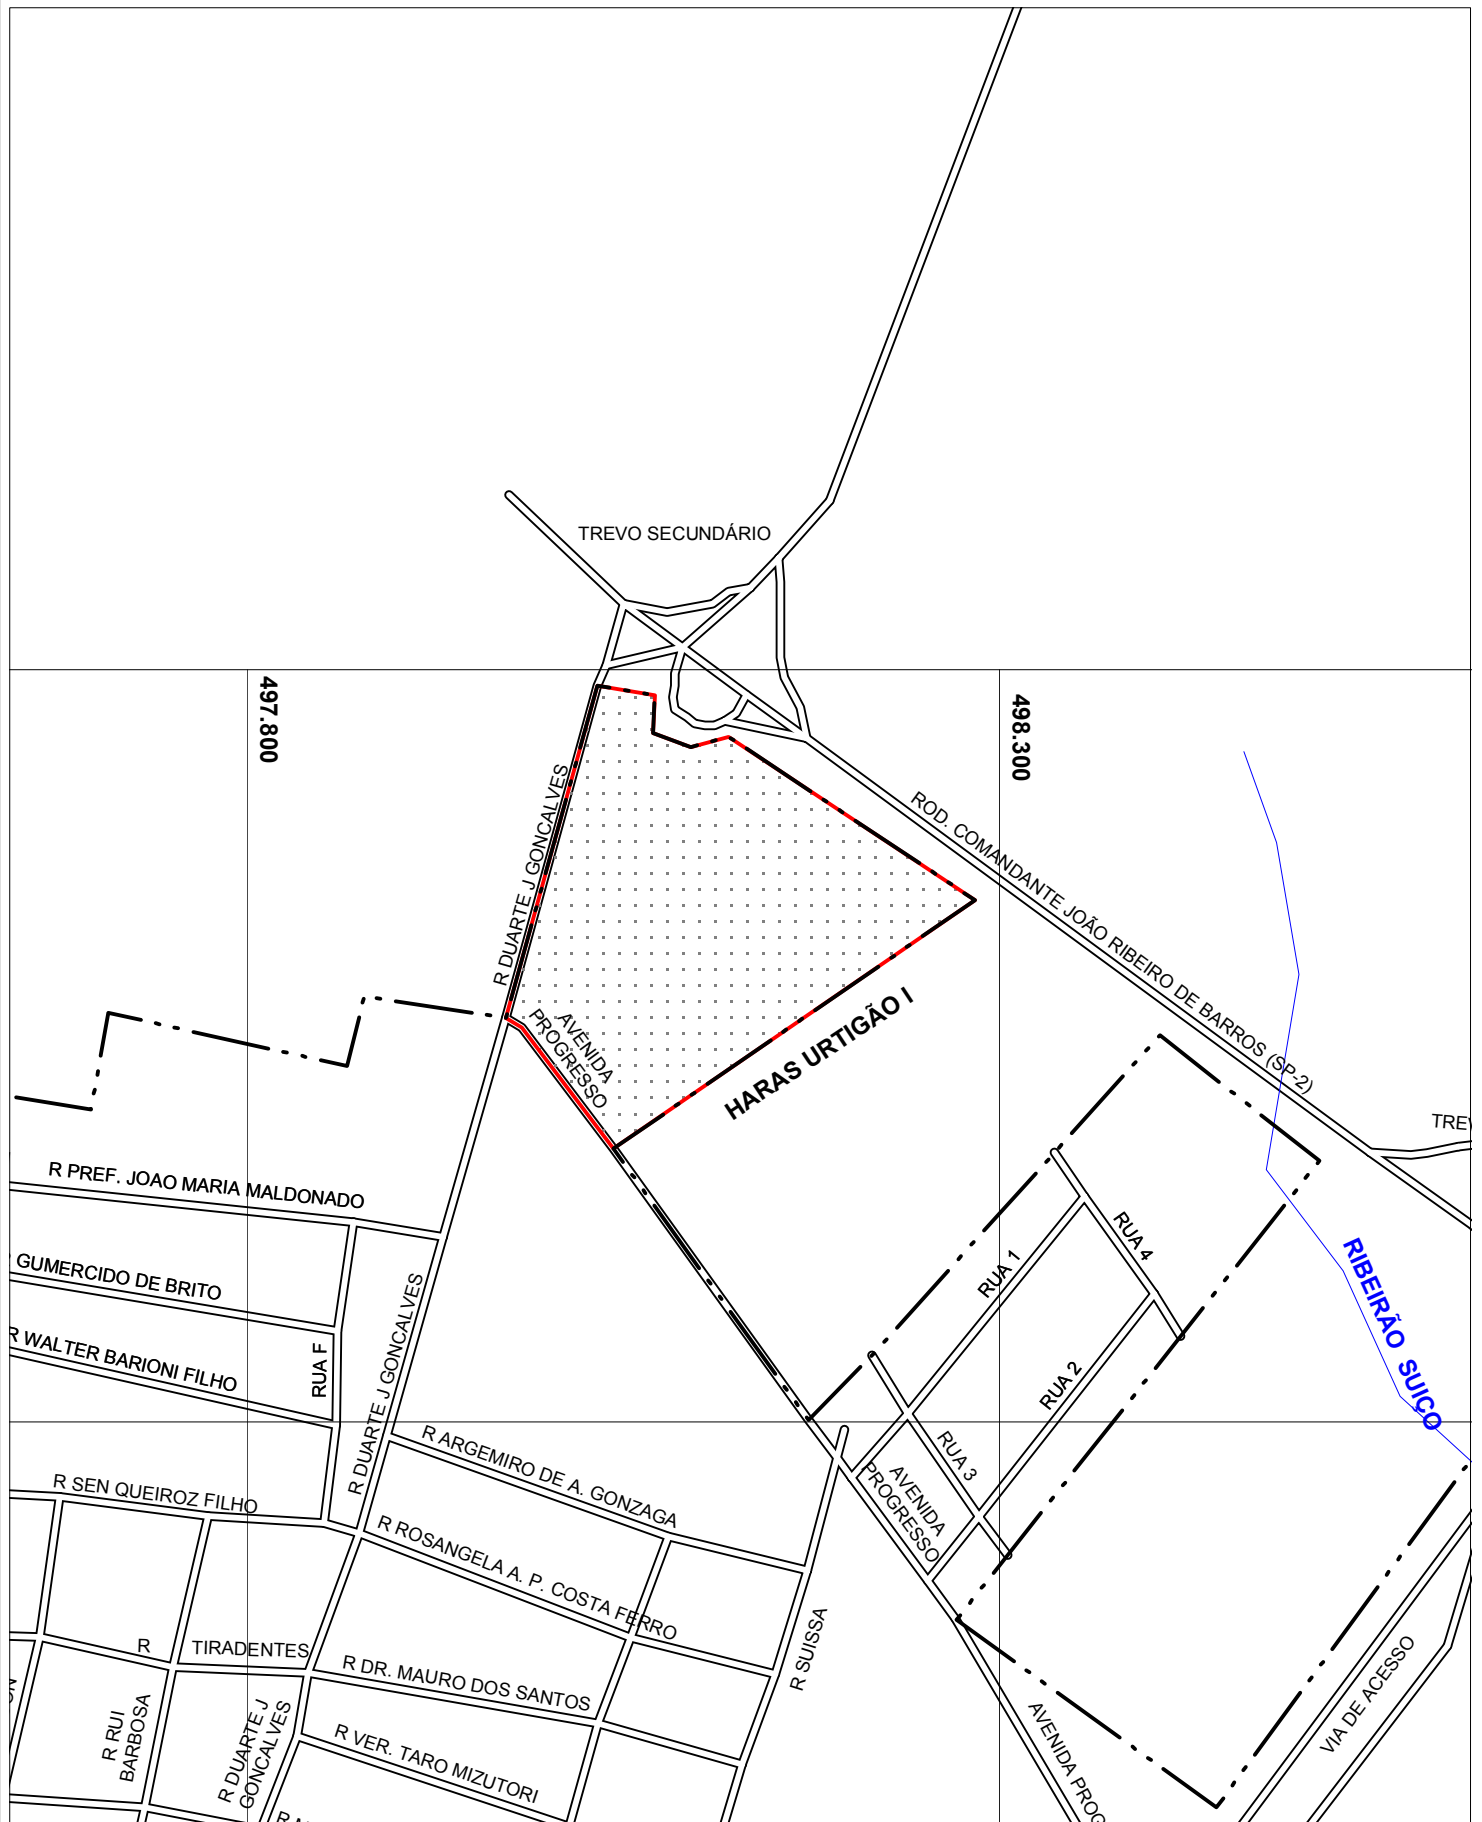 TREVO SECUNDÁRIO
497.800
498.300
R DUARTE J GONCALVES
ROD. COMANDANTE JOÃO RIBEIRO DE BARROS (SP-2)
AVENIDA
PROGRESSO
HARAS URTIGÃO I
R PREF. JOAO MARIA MALDONADO
RUA 4
RUA 1
RIBEIRÃO SUIÇO
GUMERCIDO DE BRITO
R WALTER BARIONI FILHO
RUA F
R DUARTE J GONCALVES
RUA 2
R ARGEMIRO DE A. GONZAGA
RUA 3
AVENIDA
PROGRESSO
R SEN QUEIROZ FILHO
R ROSANGELA A. P. COSTA FERRO
R TIRADENTES
R SUISSA
R DR. MAURO DOS SANTOS
VIA DE ACESSO
R RUI
BARBOSA
R DUARTE J
GONCALVES
R VER. TARO MIZUTORI
AVENIDA PROG